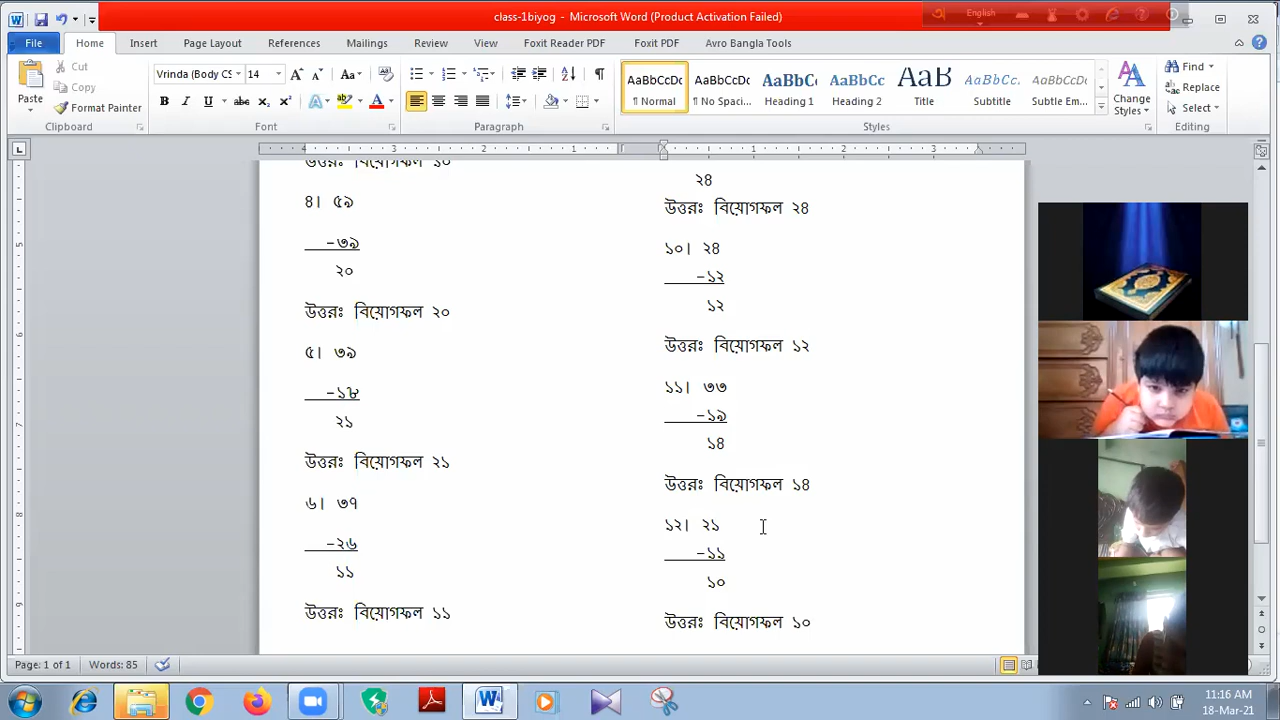 class-1biyog - Microsoft Word (Product Activation Failed)
English
File Home Insert Page Layout References Mailings Review View Foxit Reader PDF Foxit PDF Avro Bangla Tools
Paste
Cut
Copy
Format Painter
Clipboard
Vrinda (Body CS 14
Font
Paragraph
AaBbCcDc AaBbCcDc AaBbCc AaBbCc AaBbC AaBbCc. AaBbCcDc
¶ Normal ¶ No Spaci... Heading 1 Heading 2 Title Subtitle Subtle Em...
Styles
Change Styles
Find
Replace
Select
Editing
উত্তরঃ বিয়োগফল ১০
৪। ৫৯
-৩৯
২০
উত্তরঃ বিয়োগফল ২০
৫। ৩৯
-১৮
২১
উত্তরঃ বিয়োগফল ২১
৬। ৩৭
-২৬
১১
উত্তরঃ বিয়োগফল ১১
২৪
উত্তরঃ বিয়োগফল ২৪
১০। ২৪
-১২
১২
উত্তরঃ বিয়োগফল ১২
১১। ৩৩
-১৯
১৪
উত্তরঃ বিয়োগফল ১৪
১২। ২১
-১১
১০
উত্তরঃ বিয়োগফল ১০
Page: 1 of 1 Words: 85
11:16 AM
18-Mar-21